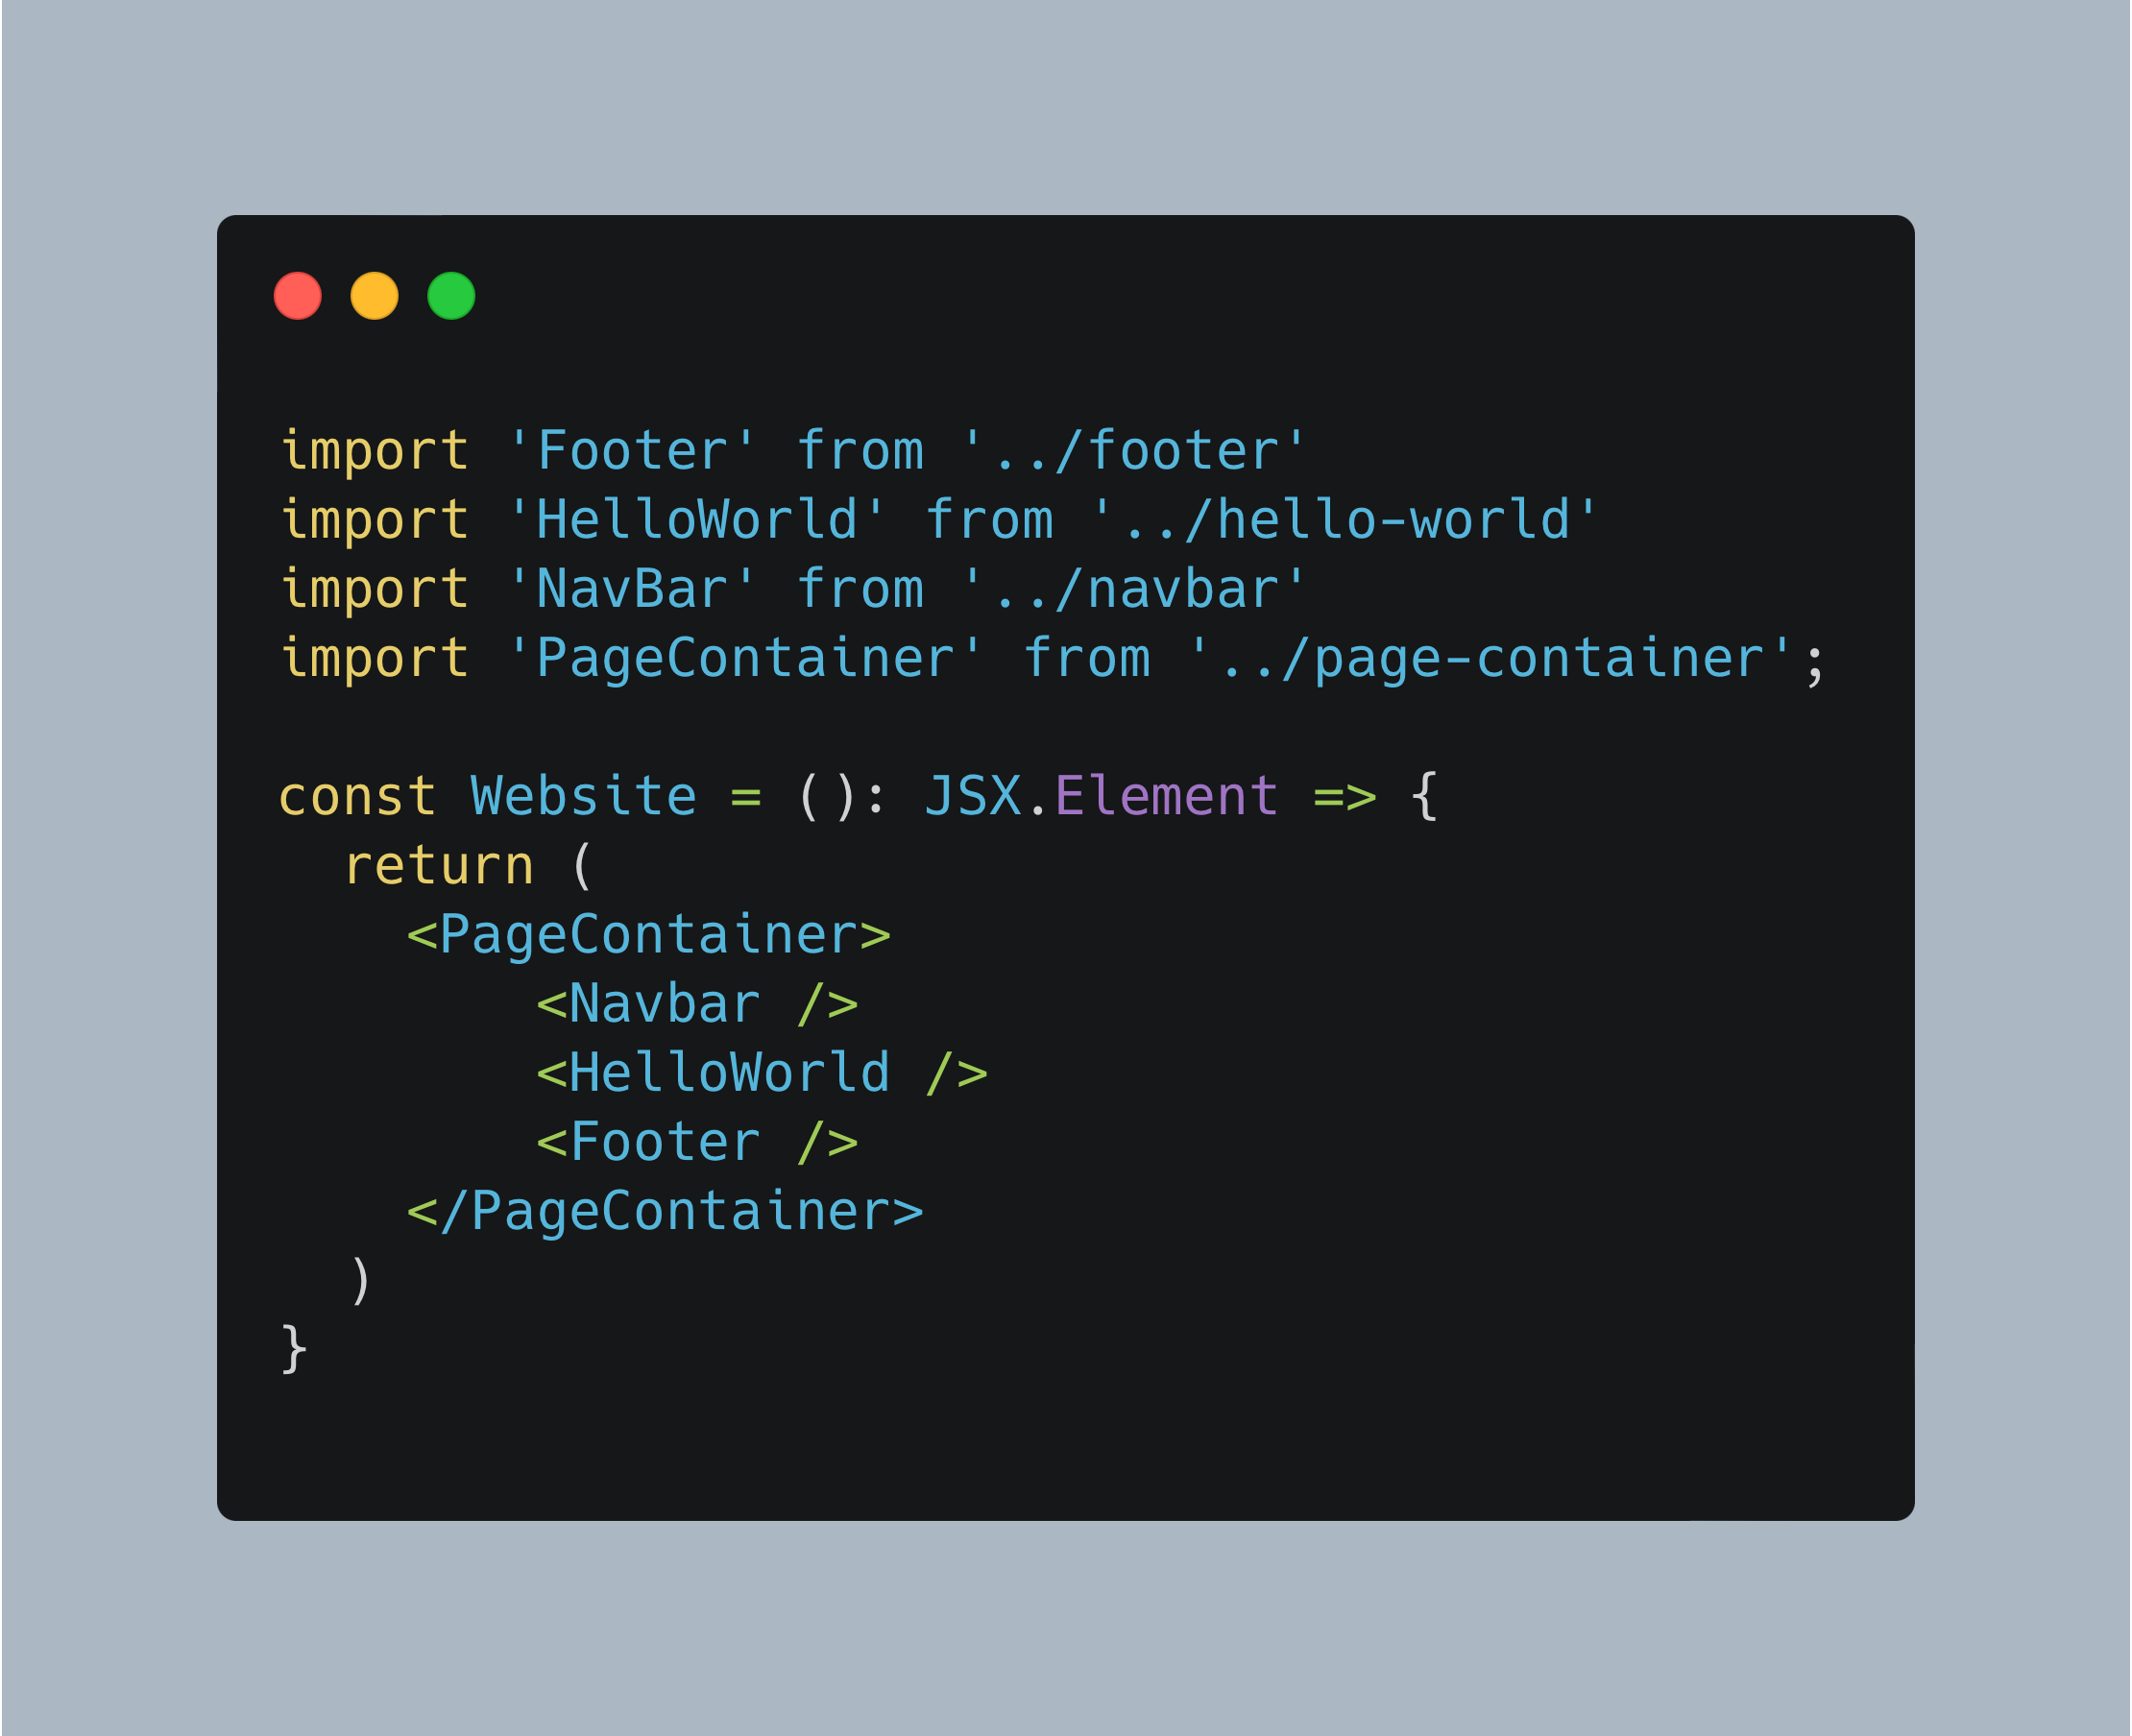 import 'Footer' from '../footer'
import 'HelloWorld' from '../hello-world'
import 'NavBar' from '../navbar'
import 'PageContainer' from '../page-container';
const Website = (): JSX.Element => {
return (
<PageContainer>
<Navbar />
<HelloWorld />
<Footer />
</PageContainer>
)
}